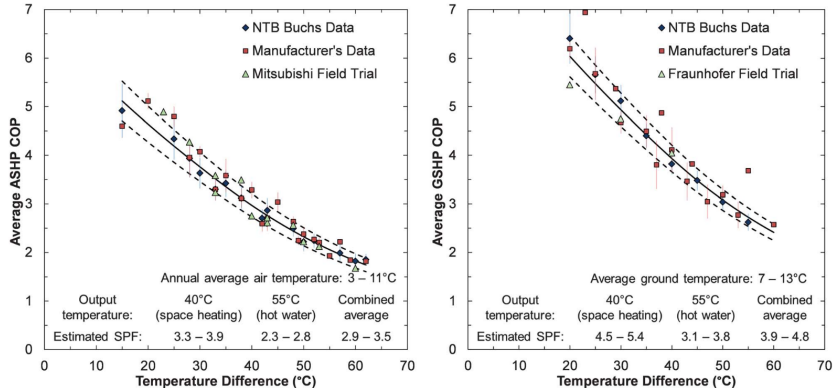 7
6
5
4
3
2
1
0
Average ASHP COP
NTB Buchs Data
Manufacturer's Data
Mitsubishi Field Trial
Annual average air temperature: 3 – 11°C
Output temperature: 40°C (space heating) 55°C (hot water) Combined average
Estimated SPF: 3.3 – 3.9 2.3 – 2.8 2.9 – 3.5
0 10 20 30 40 50 60 70
Temperature Difference (°C)
7
6
5
4
3
2
1
0
Average GSHP COP
NTB Buchs Data
Manufacturer's Data
Fraunhofer Field Trial
Average ground temperature: 7 – 13°C
Output temperature: 40°C (space heating) 55°C (hot water) Combined average
Estimated SPF: 4.5 – 5.4 3.1 – 3.8 3.9 – 4.8
0 10 20 30 40 50 60 70
Temperature Difference (°C)